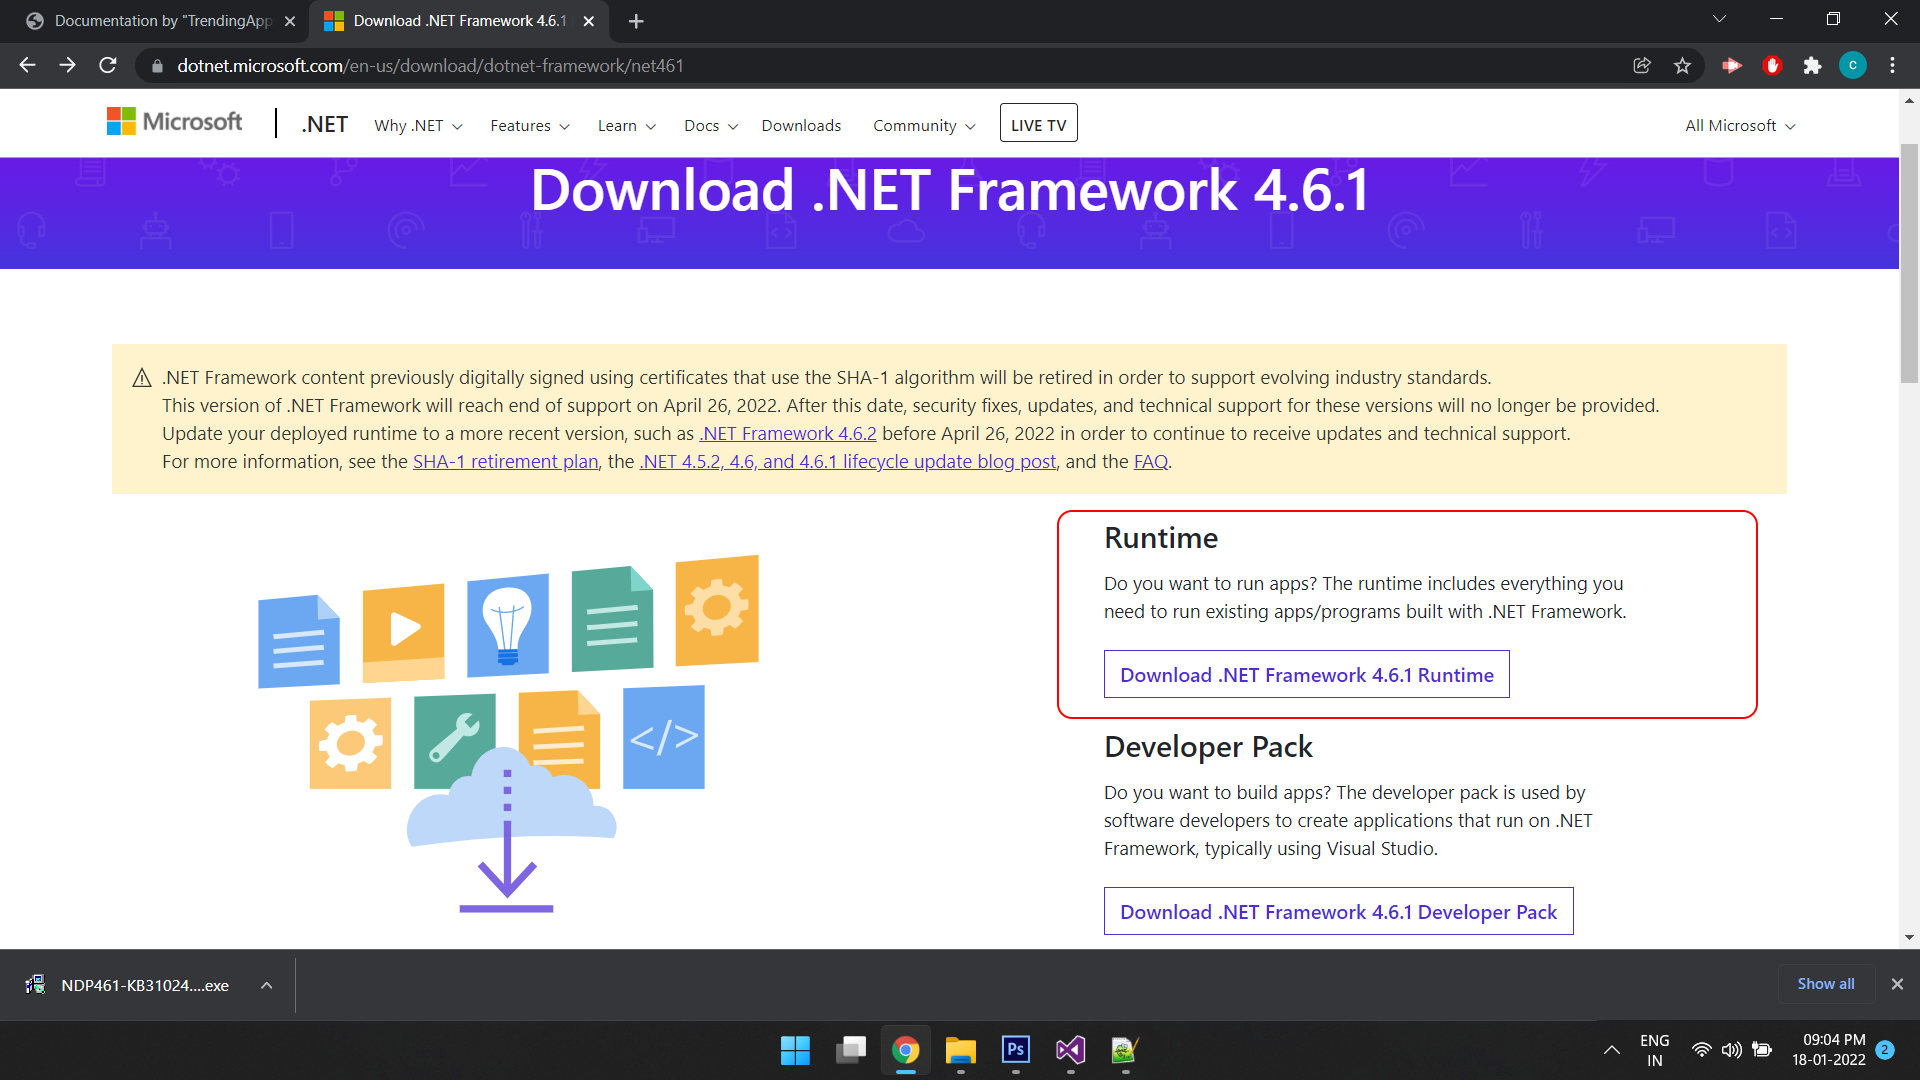 Documentation by "TrendingApp
Download .NET Framework 4.6.1
dotnet.microsoft.com/en-us/download/dotnet-framework/net461
c
Microsoft
.NET
Why .NET
Features
Learn
Docs
Downloads
Community
LIVE TV
All Microsoft
Download .NET Framework 4.6.1
.NET Framework content previously digitally signed using certificates that use the SHA-1 algorithm will be retired in order to support evolving industry standards.
This version of .NET Framework will reach end of support on April 26, 2022. After this date, security fixes, updates, and technical support for these versions will no longer be provided.
Update your deployed runtime to a more recent version, such as .NET Framework 4.6.2 before April 26, 2022 in order to continue to receive updates and technical support.
For more information, see the SHA-1 retirement plan, the .NET 4.5.2, 4.6, and 4.6.1 lifecycle update blog post, and the FAQ.
Runtime
Do you want to run apps? The runtime includes everything you
need to run existing apps/programs built with .NET Framework.
Download .NET Framework 4.6.1 Runtime
</>
Developer Pack
Do you want to build apps? The developer pack is used by
software developers to create applications that run on .NET
Framework, typically using Visual Studio.
Download .NET Framework 4.6.1 Developer Pack
NDP461-KB31024....exe
Show all
Ps
ENG
IN
09:04 PM
18-01-2022
2